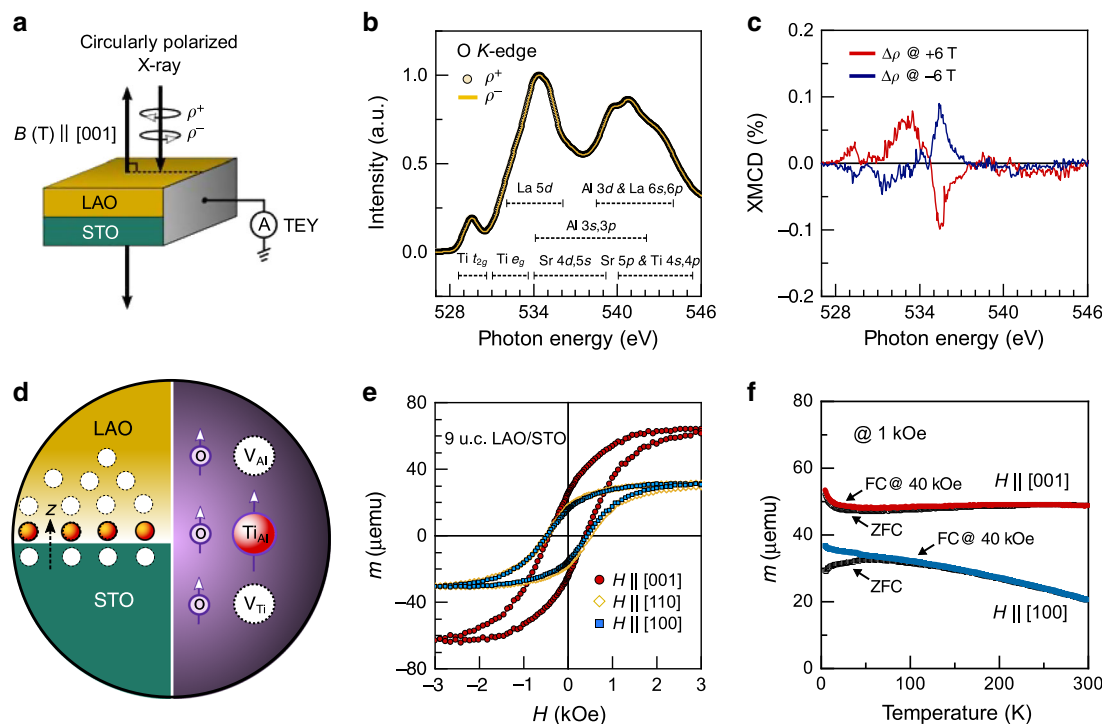 a
Circularly polarized
X-ray
B (T) || [001]
ρ+
ρ−
LAO
STO
A
TEY
b
O K-edge
ρ+
ρ−
Intensity (a.u.)
1.0
0.5
0.0
La 5d
Al 3d & La 6s,6p
Al 3s,3p
Ti t2g
Ti eg
Sr 4d,5s
Sr 5p & Ti 4s,4p
528 534 540 546
Photon energy (eV)
c
Δρ @ +6 T
Δρ @ −6 T
XMCD (%)
0.2
0.1
0.0
−0.1
−0.2
528 534 540 546
Photon energy (eV)
d
LAO
z
STO
O
VAl
O
TiAl
O
VTi
e
9 u.c. LAO/STO
m (μemu)
80
60
30
0
−30
−60
−80
H || [001]
H || [110]
H || [100]
−3 −2 −1 0 1 2 3
H (kOe)
f
@ 1 kOe
m (μemu)
80
60
40
20
0
FC @ 40 kOe
H || [001]
ZFC
FC @ 40 kOe
ZFC
H || [100]
0 100 200 300
Temperature (K)